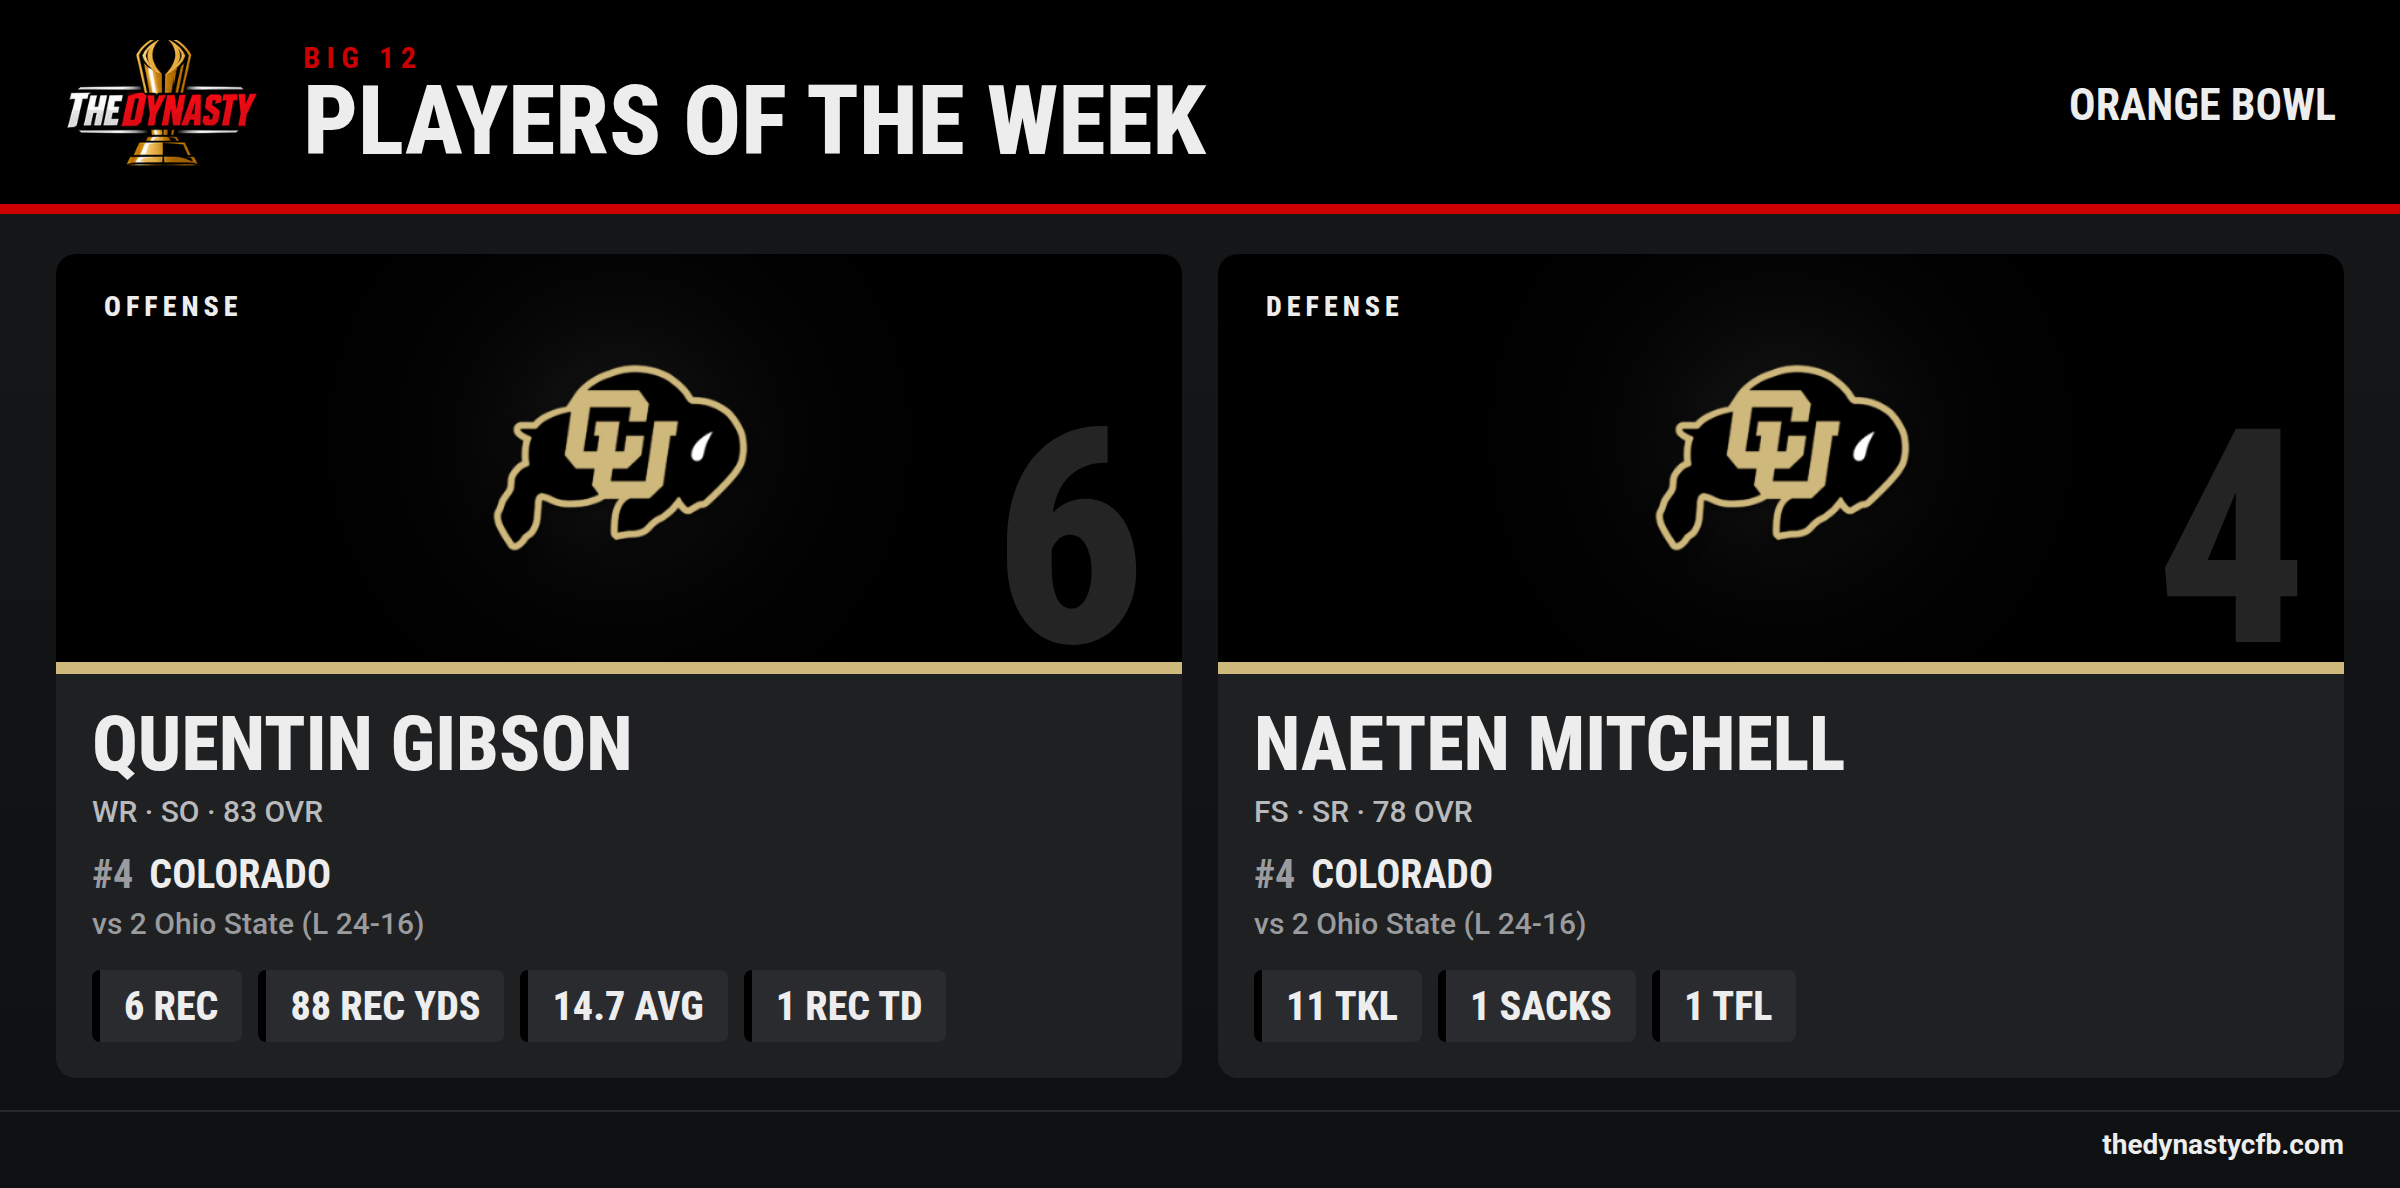 THE DYNASTY
BIG 12
PLAYERS OF THE WEEK
ORANGE BOWL
OFFENSE
CU
6
QUENTIN GIBSON
WR · SO · 83 OVR
#4 COLORADO
vs 2 Ohio State (L 24-16)
6 REC
88 REC YDS
14.7 AVG
1 REC TD
DEFENSE
CU
4
NAETEN MITCHELL
FS · SR · 78 OVR
#4 COLORADO
vs 2 Ohio State (L 24-16)
11 TKL
1 SACKS
1 TFL
thedynastycfb.com